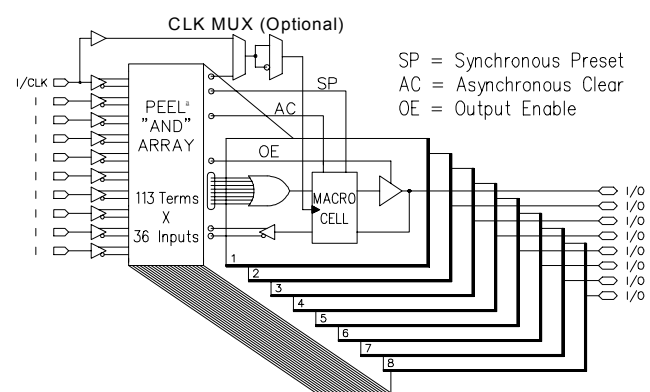 CLK MUX (Optional)
SP = Synchronous Preset
AC = Asynchronous Clear
OE = Output Enable
I/CLK
I
I
I
I
I
I
I
I
I
PEEL"
"AND"
ARRAY
113 Terms
X
36 Inputs
SP
AC
OE
MACRO
CELL
I/O
I/O
I/O
I/O
I/O
I/O
I/O
I/O
1
2
3
4
5
6
7
8